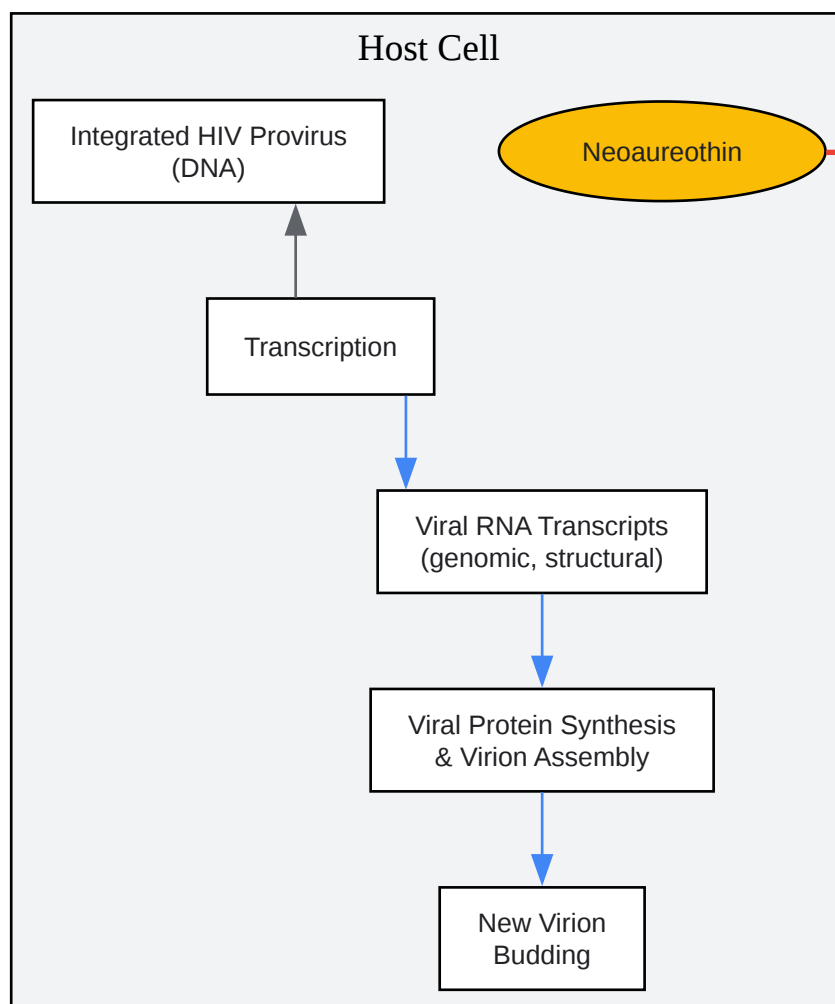 Host Cell
Integrated HIV Provirus
(DNA)
Neoaureothin
Transcription
Viral RNA Transcripts
(genomic, structural)
Viral Protein Synthesis
& Virion Assembly
New Virion
Budding